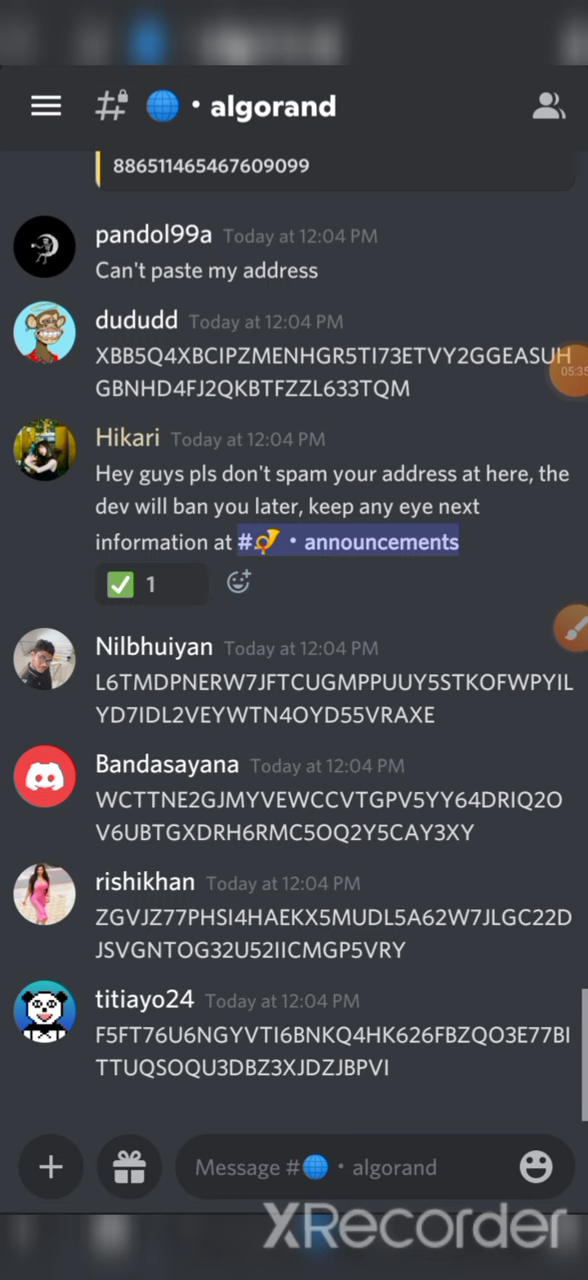 # 🌐 • algorand
886511465467609099
pandol99a Today at 12:04 PM
Can't paste my address
dududd Today at 12:04 PM
XBB5Q4XBCIPZMENHGR5TI73ETVY2GGEASUH
GBNHD4FJ2QKBTFZZL633TQM
05:35
Hikari Today at 12:04 PM
Hey guys pls don't spam your address at here, the
dev will ban you later, keep any eye next
information at #📯 • announcements
✅ 1
Nilbhuiyan Today at 12:04 PM
L6TMDPNERW7JFTCUGMPPUUY5STKOFWPYIL
YD7IDL2VEYWTN4OYD55VRAXE
Bandasayana Today at 12:04 PM
WCTTNE2GJMYVEWCCVTGPV5YY64DRIQ2O
V6UBTGXDRH6RMC5OQ2Y5CAY3XY
rishikhan Today at 12:04 PM
ZGVJZ77PHSI4HAEKX5MUDL5A62W7JLGC22D
JSVGNTOG32U52IICMGP5VRY
titiayo24 Today at 12:04 PM
F5FT76U6NGYVTI6BNKQ4HK626FBZQO3E77BI
TTUQSOQU3DBZ3XJDZJBPVI
Message #🌐 • algorand
XRecorder